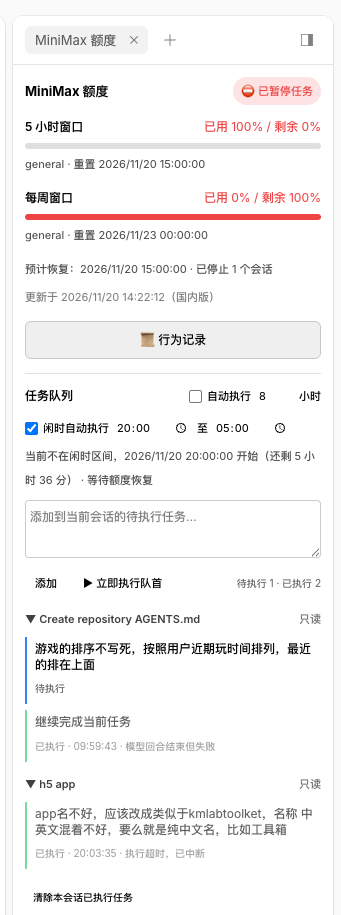 MiniMax 额度
MiniMax 额度
⛔ 已暂停任务
5 小时窗口
已用 100% / 剩余 0%
general · 重置 2026/11/20 15:00:00
每周窗口
已用 0% / 剩余 100%
general · 重置 2026/11/23 00:00:00
预计恢复：2026/11/20 15:00:00 · 已停止 1 个会话
更新于 2026/11/20 14:22:12（国内版）
📜 行为记录
任务队列
自动执行 8 小时
闲时自动执行 20:00 至 05:00
当前不在闲时区间，2026/11/20 20:00:00 开始（还剩 5 小
时 36 分） · 等待额度恢复
添加到当前会话的待执行任务...
添加
▶ 立即执行队首
待执行 1 · 已执行 2
▼ Create repository AGENTS.md
只读
游戏的排序不写死，按照用户近期玩时间排列，最近
的排在上面
待执行
继续完成当前任务
已执行 · 09:59:43 · 模型回合结束但失败
▼ h5 app
只读
app名不好，应该改成类似于kmlabtoolket，名称 中
英文混着不好，要么就是纯中文名，比如工具箱
已执行 · 20:03:35 · 执行超时，已中断
清除本会话已执行任务